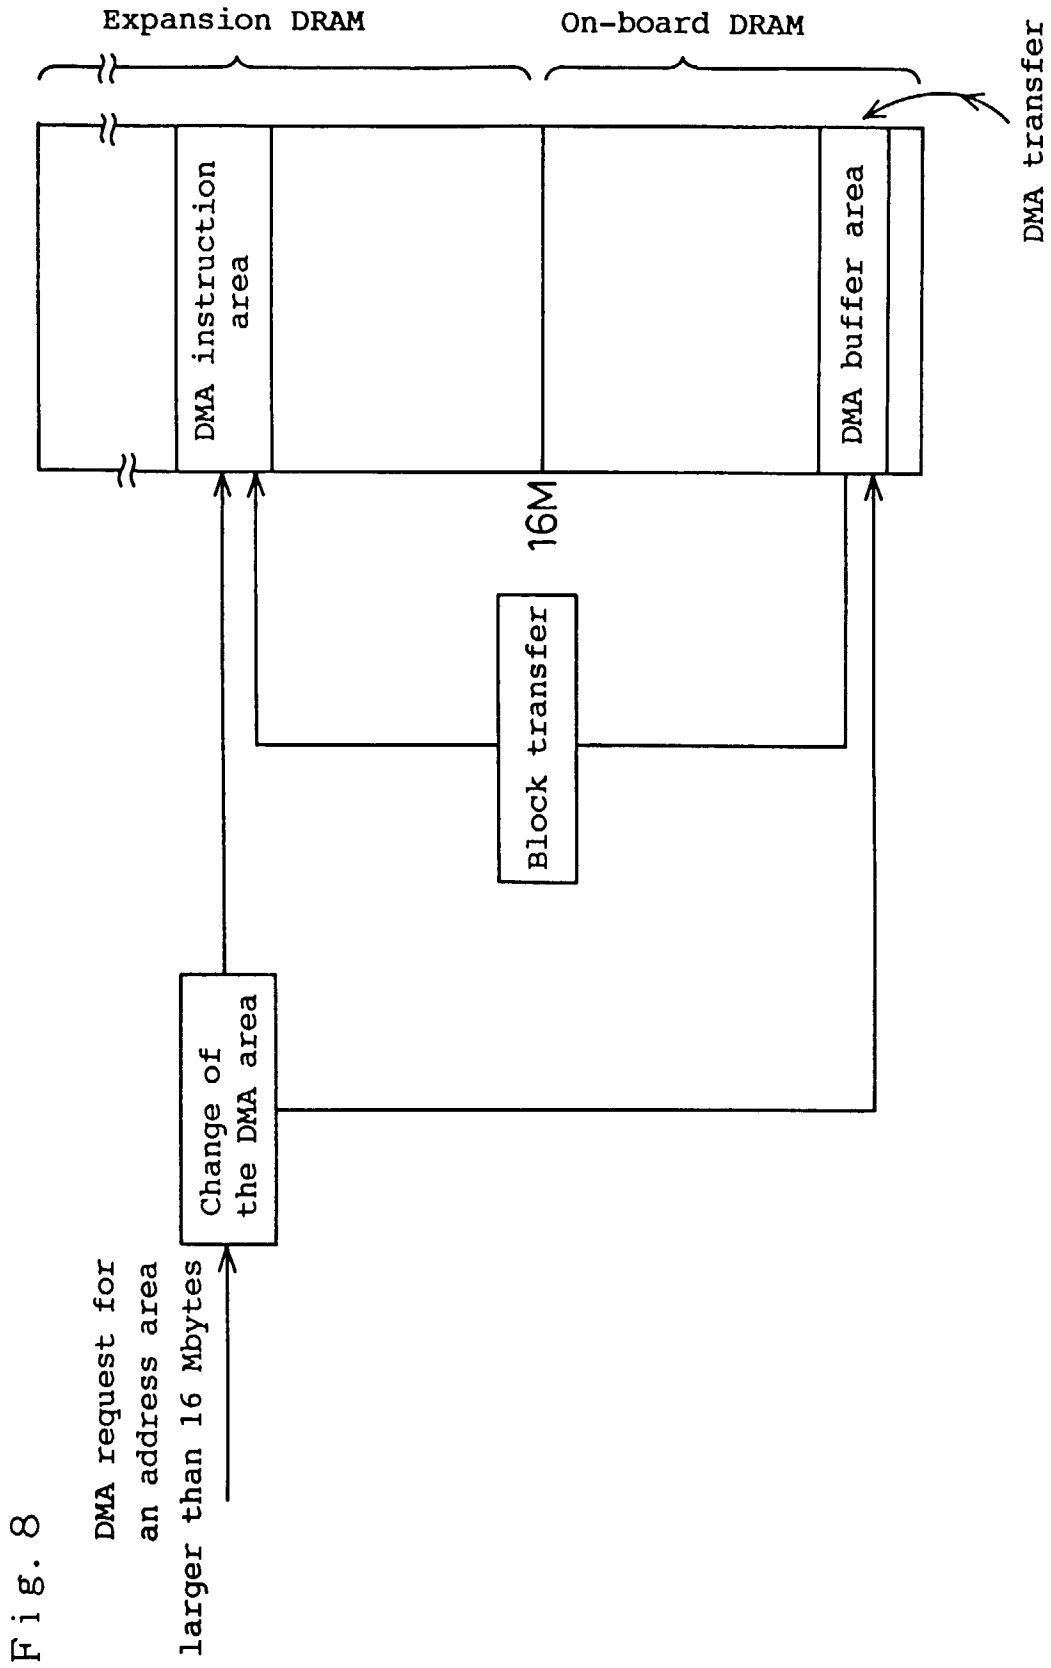 Fig. 8
DMA request for
an address area
larger than 16 Mbytes
Change of
the DMA area
Block transfer
16M
Expansion DRAM
On-board DRAM
DMA instruction
area
DMA buffer area
DMA transfer